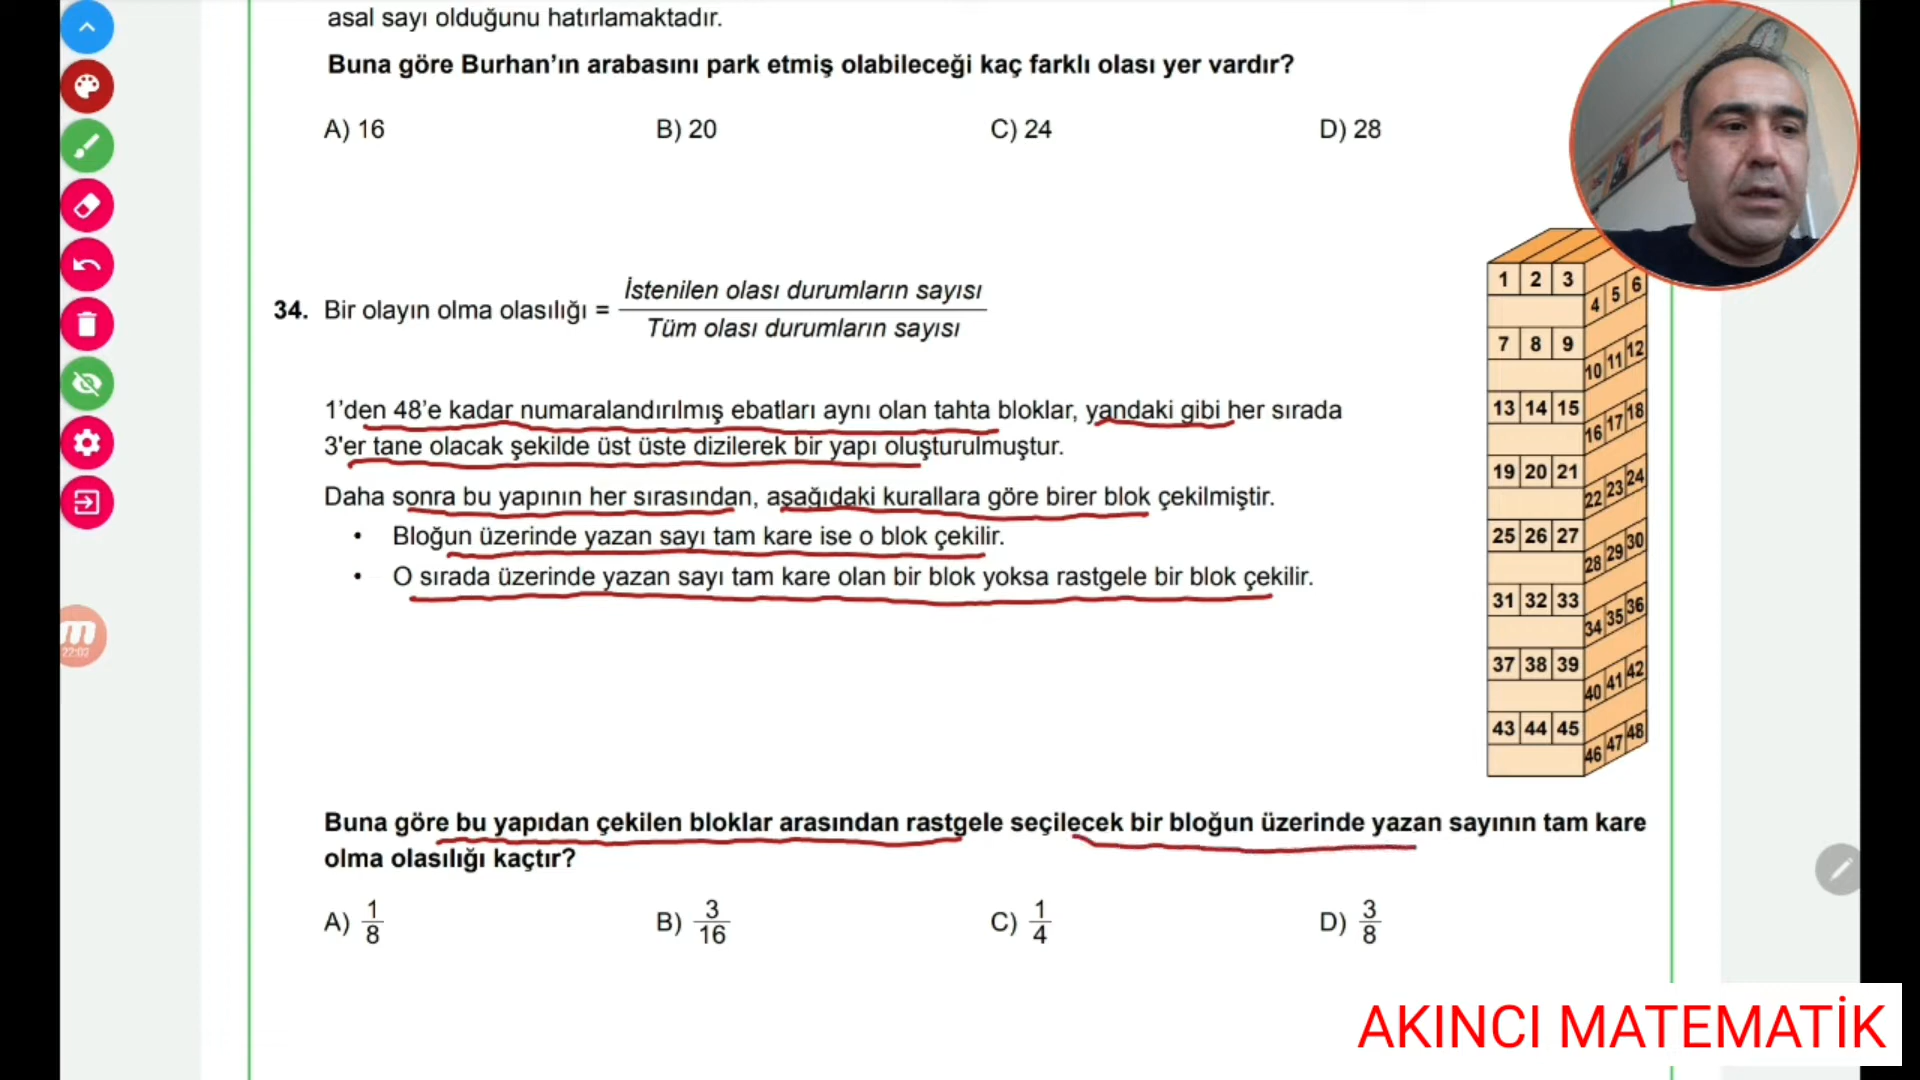 asal sayı olduğunu hatırlamaktadır.
Buna göre Burhan'ın arabasını park etmiş olabileceği kaç farklı olası yer vardır?
A) 16 B) 20 C) 24 D) 28
34. Bir olayın olma olasılığı = İstenilen olası durumların sayısı
Tüm olası durumların sayısı
1'den 48'e kadar numaralandırılmış ebatları aynı olan tahta bloklar, yandaki gibi her sırada
3'er tane olacak şekilde üst üste dizilerek bir yapı oluşturulmuştur.
Daha sonra bu yapının her sırasından, aşağıdaki kurallara göre birer blok çekilmiştir.
• Bloğun üzerinde yazan sayı tam kare ise o blok çekilir.
• O sırada üzerinde yazan sayı tam kare olan bir blok yoksa rastgele bir blok çekilir.
1 2 3
4 5 6
7 8 9
10 11 12
13 14 15
16 17 18
19 20 21
22 23 24
25 26 27
28 29 30
31 32 33
34 35 36
37 38 39
40 41 42
43 44 45
46 47 48
Buna göre bu yapıdan çekilen bloklar arasından rastgele seçilecek bir bloğun üzerinde yazan sayının tam kare
olma olasılığı kaçtır?
A) 1/8 B) 3/16 C) 1/4 D) 3/8
m
22:03
AKINCI MATEMATİK